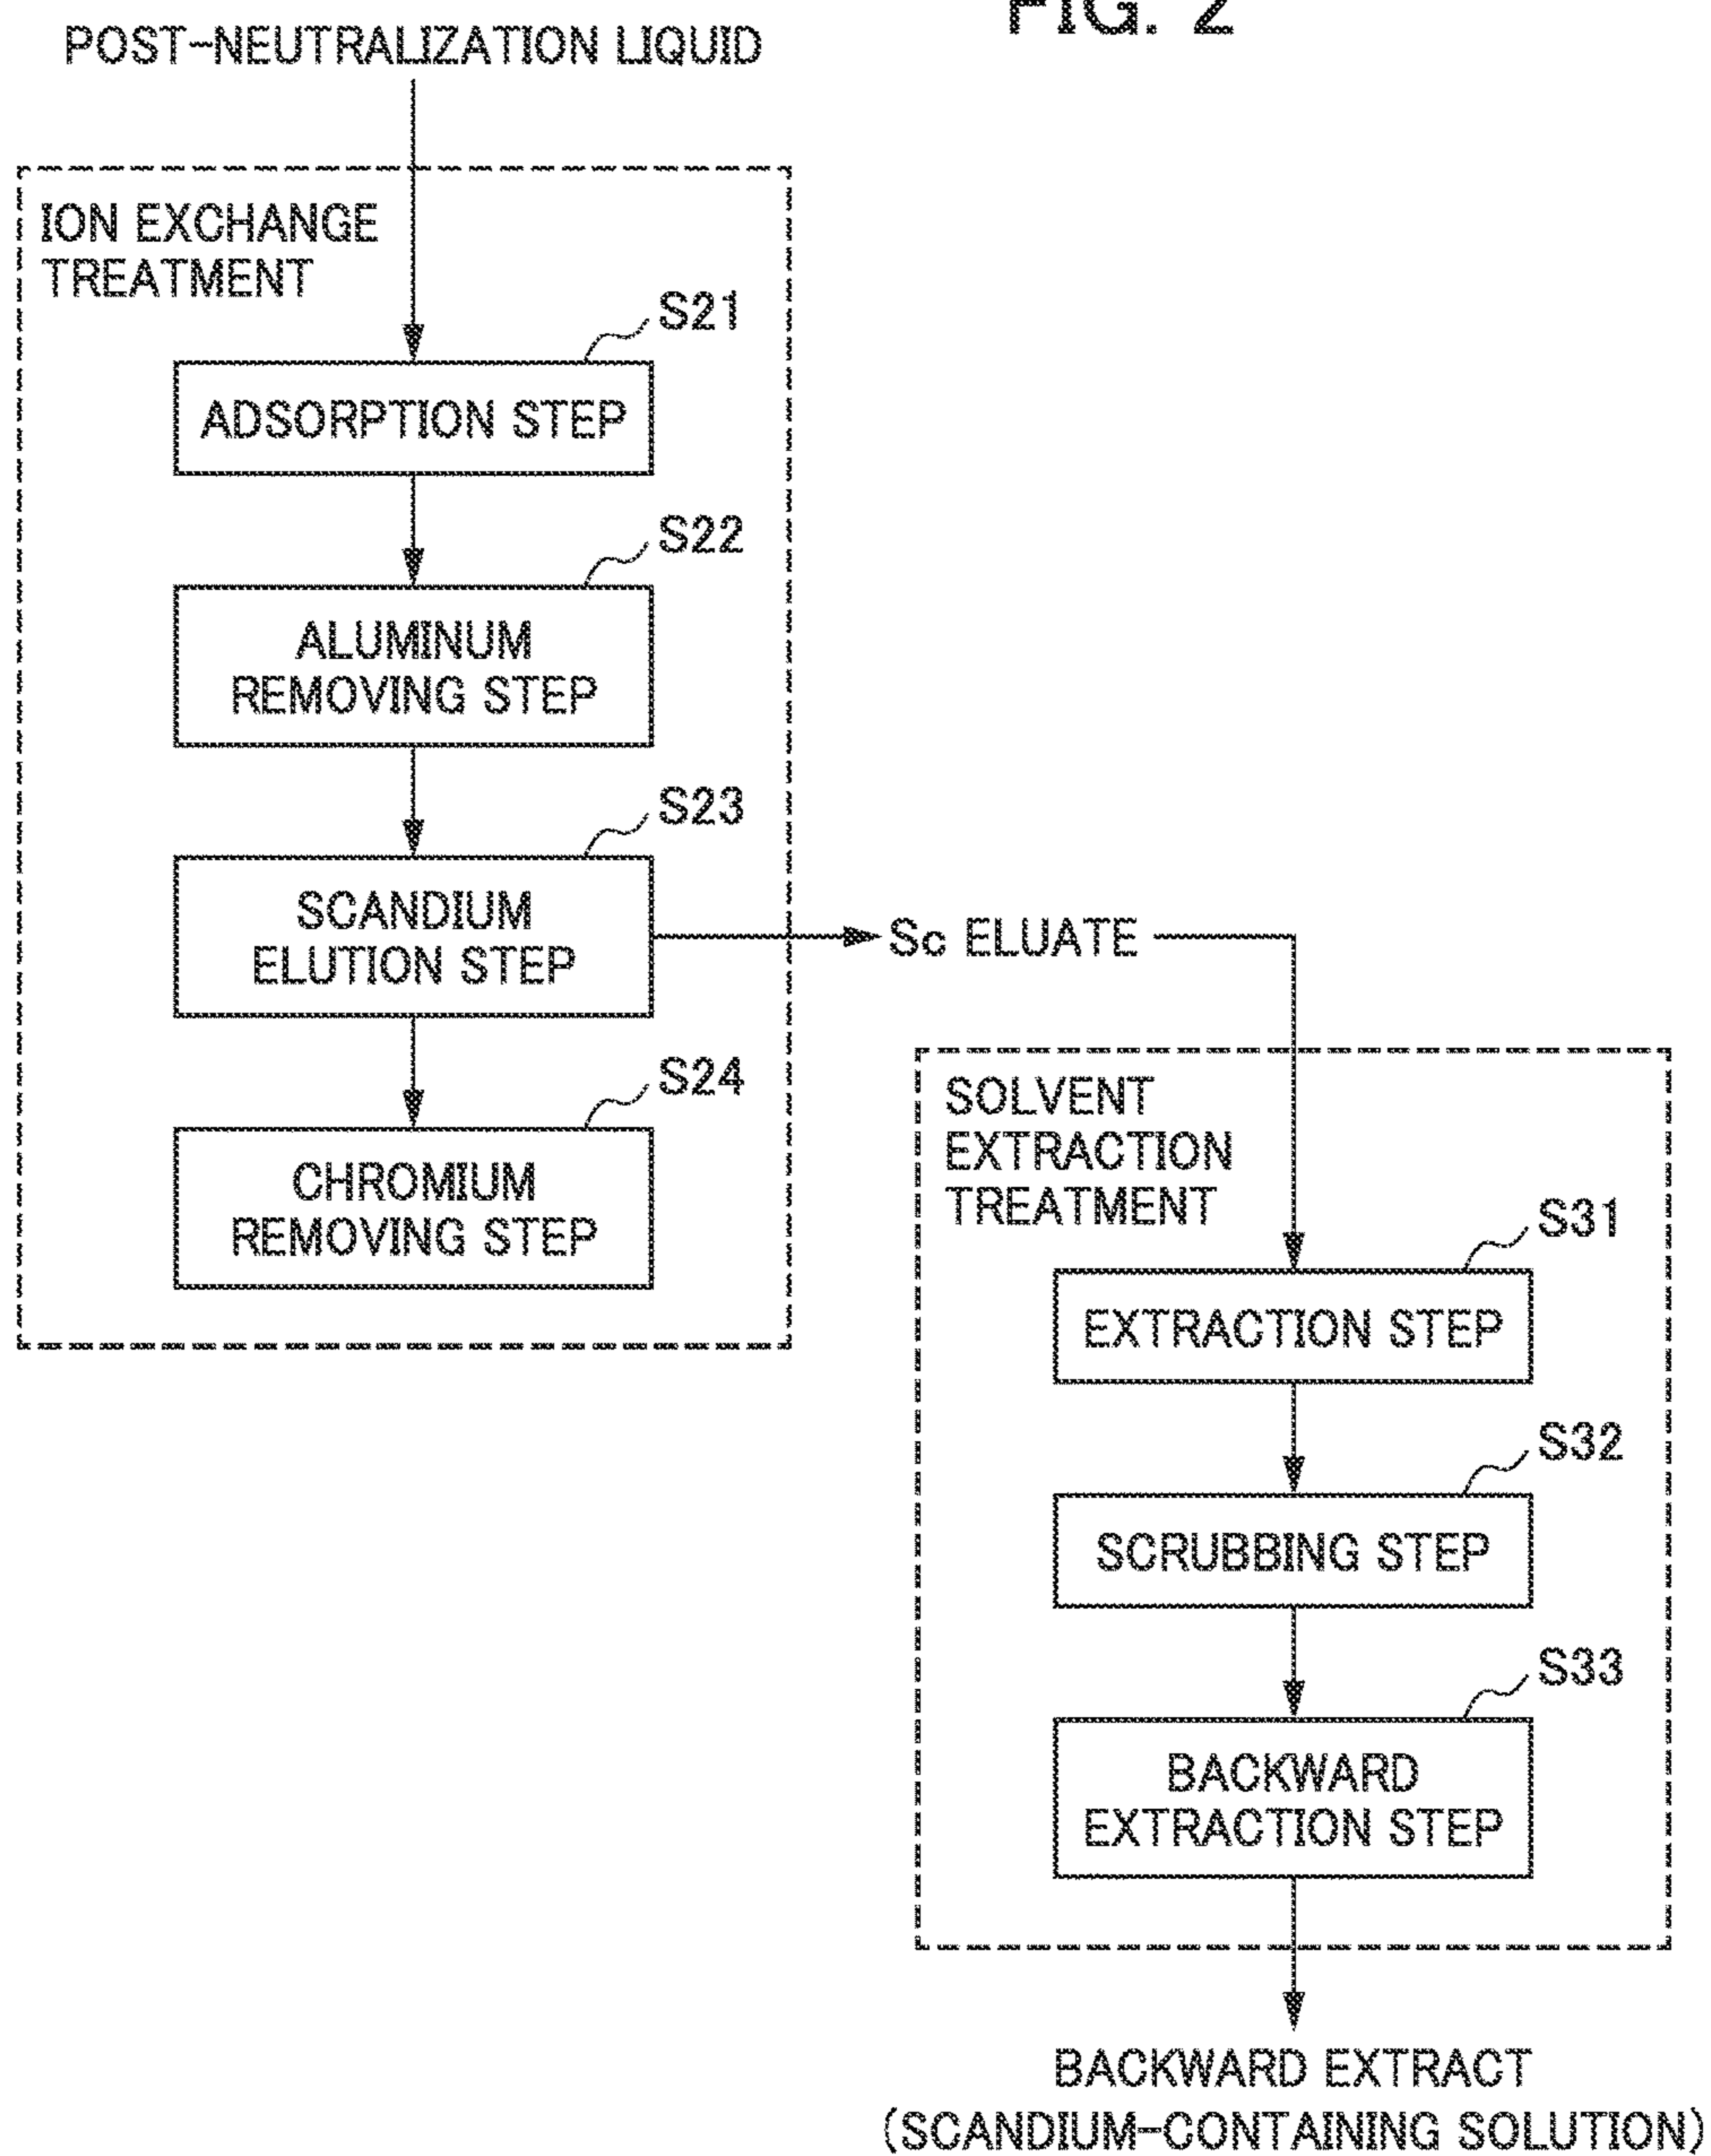 FIG. 2
POST-NEUTRALIZATION LIQUID
ION EXCHANGE
TREATMENT
S21
ADSORPTION STEP
S22
ALUMINUM
REMOVING STEP
S23
SCANDIUM
ELUTION STEP
Sc ELUATE
S24
CHROMIUM
REMOVING STEP
SOLVENT
EXTRACTION
TREATMENT
S31
EXTRACTION STEP
S32
SCRUBBING STEP
S33
BACKWARD
EXTRACTION STEP
BACKWARD EXTRACT
(SCANDIUM-CONTAINING SOLUTION)